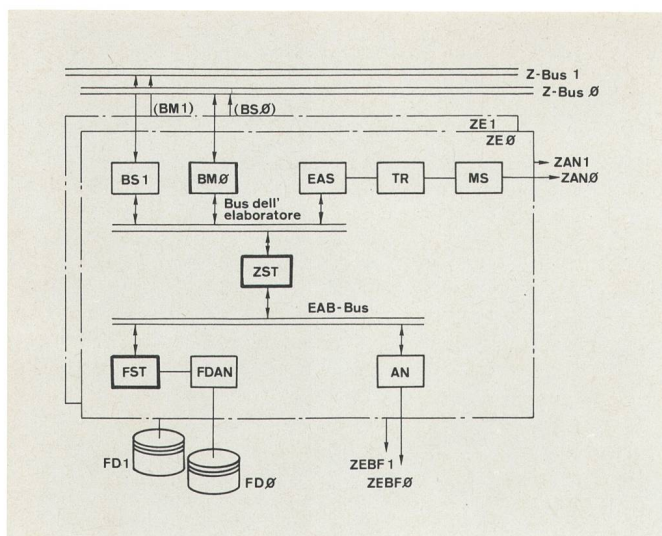 Z-Bus 1
Z-Bus Ø
(BM1)
(BS.Ø)
ZE1
ZEØ
ZAN1
ZANØ
BS1
BMØ
EAS
TR
MS
Bus dell'
elaboratore
ZST
EAB-Bus
FST
FDAN
AN
FD1
FDØ
ZEBF1
ZEBFØ